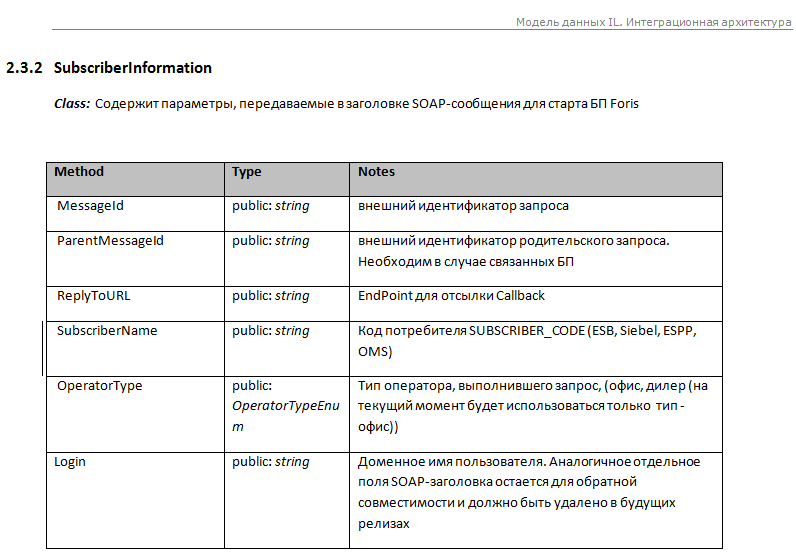 Модель данных IL. Интеграционная архитектура
2.3.2 SubscriberInformation
Class: Содержит параметры, передаваемые в заголовке SOAP-сообщения для старта БП Foris
Method Type Notes
MessageId public: string внешний идентификатор запроса
ParentMessageId public: string внешний идентификатор родительского запроса.
Необходим в случае связанных БП
ReplyToURL public: string EndPoint для отсылки Callback
SubscriberName public: string Код потребителя SUBSCRIBER_CODE (ESB, Siebel, ESPP,
OMS)
OperatorType public: Тип оператора, выполнившего запрос, (офис, дилер (на
OperatorTypeEnu текущий момент будет использоваться только тип -
m офис))
Login public: string Доменное имя пользователя. Аналогичное отдельное
поля SOAP-заголовка остается для обратной
совместимости и должно быть удалено в будущих
релизах